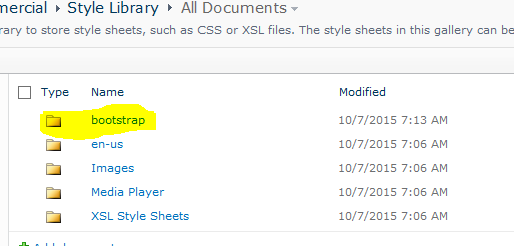 mercial Style Library All Documents
rary to store style sheets, such as CSS or XSL files. The style sheets in this gallery can be
Type Name Modified
bootstrap 10/7/2015 7:13 AM
en-us 10/7/2015 7:06 AM
Images 10/7/2015 7:06 AM
Media Player 10/7/2015 7:06 AM
XSL Style Sheets 10/7/2015 7:06 AM